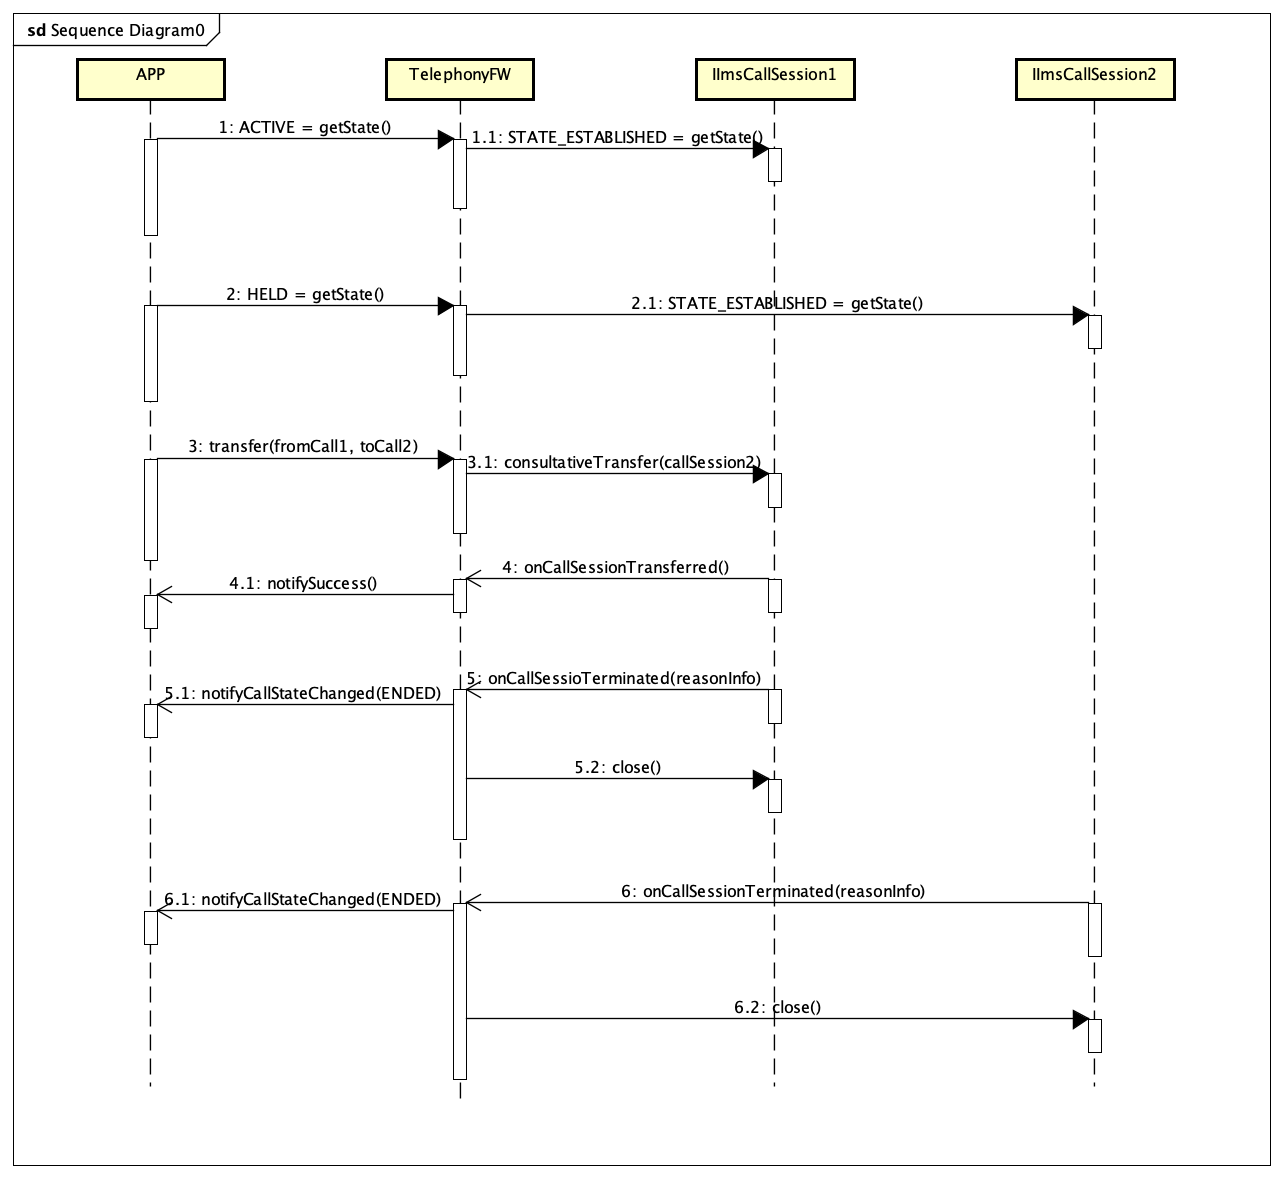 sd Sequence Diagram0
APP
TelephonyFW
IImsCallSession1
IImsCallSession2
1: ACTIVE = getState()
1.1: STATE_ESTABLISHED = getState()
2: HELD = getState()
2.1: STATE_ESTABLISHED = getState()
3: transfer(fromCall1, toCall2)
3.1: consultativeTransfer(callSession2)
4: onCallSessionTransferred()
4.1: notifySuccess()
5: onCallSessioTerminated(reasonInfo)
5.1: notifyCallStateChanged(ENDED)
5.2: close()
6: onCallSessionTerminated(reasonInfo)
6.1: notifyCallStateChanged(ENDED)
6.2: close()